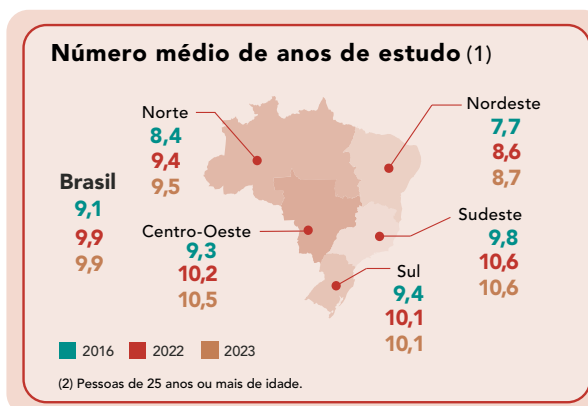 Número médio de anos de estudo (1)
Norte
8,4
9,4
9,5
Nordeste
7,7
8,6
8,7
Brasil
9,1
9,9
9,9
Centro-Oeste
9,3
10,2
10,5
Sudeste
9,8
10,6
10,6
Sul
9,4
10,1
10,1
2016 2022 2023
(2) Pessoas de 25 anos ou mais de idade.